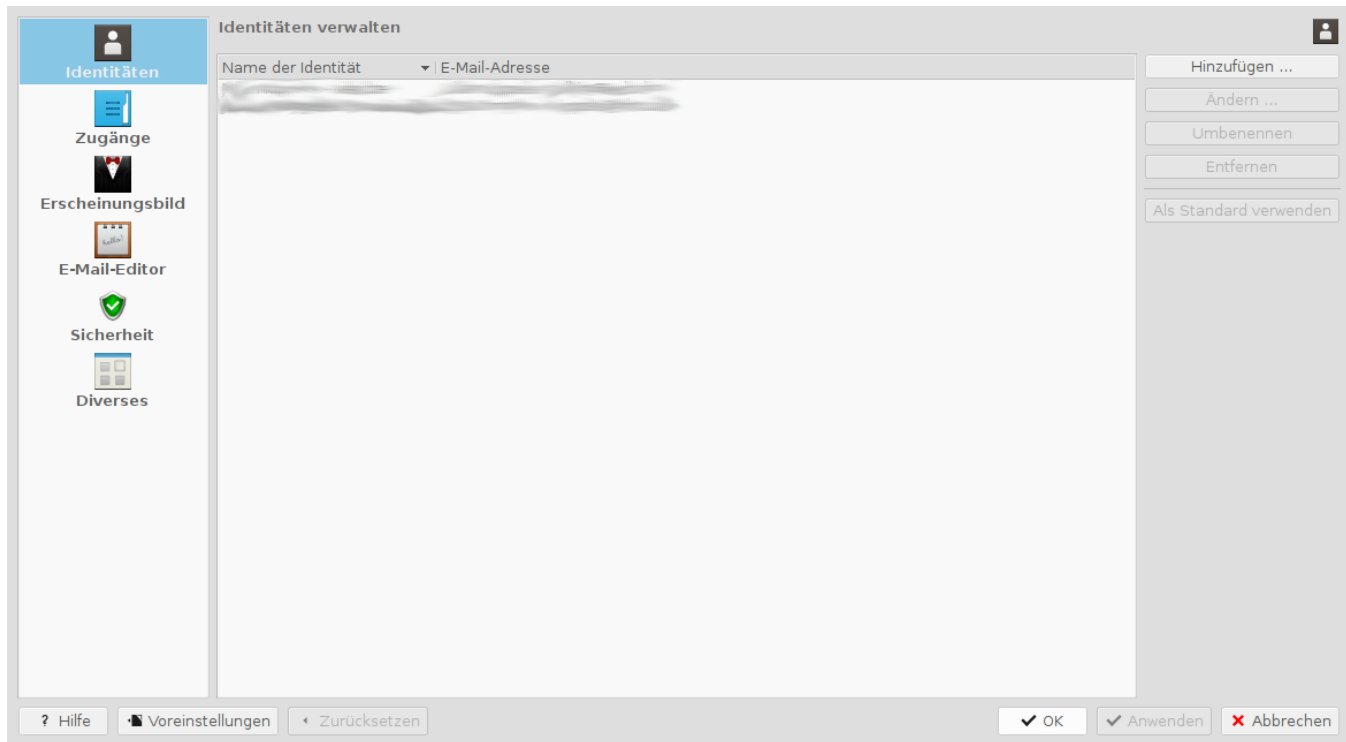 Identitäten verwalten
Identitäten
Zugänge
Erscheinungsbild
hello!
E-Mail-Editor
Sicherheit
Diverses
Name der Identität E-Mail-Adresse
Hinzufügen ...
Ändern ...
Umbenennen
Entfernen
Als Standard verwenden
? Hilfe
Voreinstellungen
Zurücksetzen
OK
Anwenden
Abbrechen